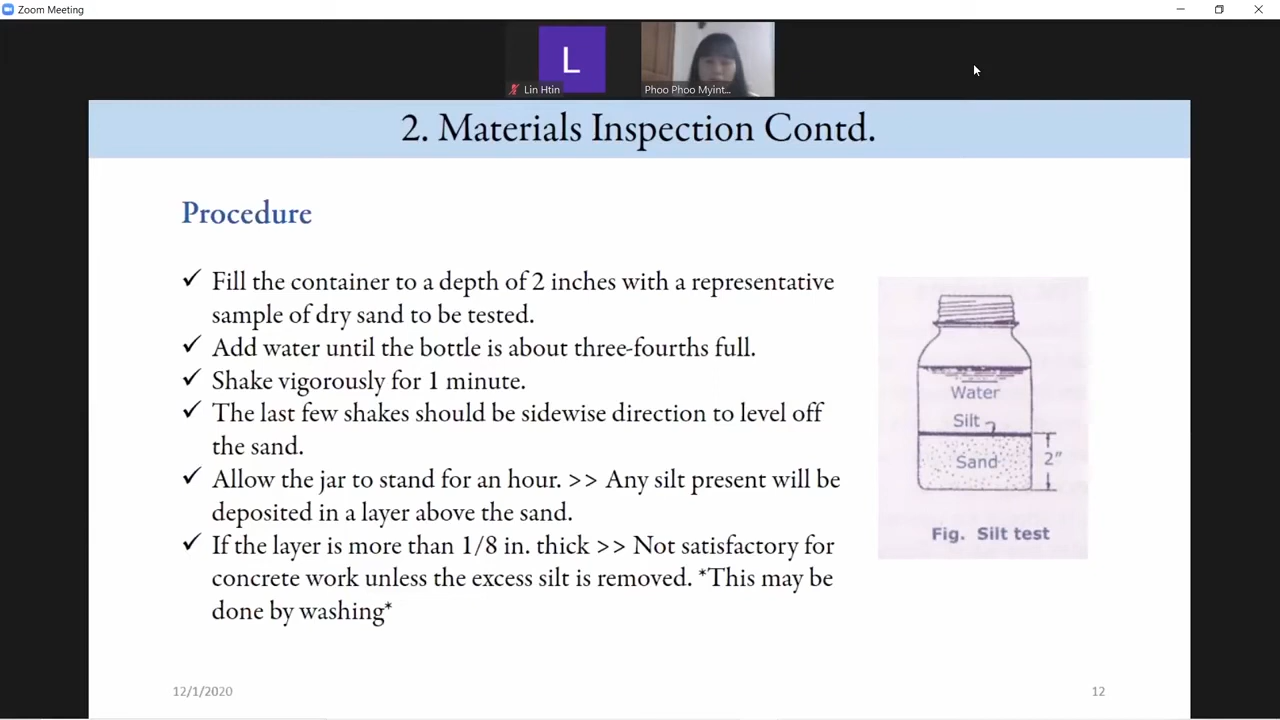 Zoom Meeting
L
Lin Htin
Phoo Phoo Myint...
2. Materials Inspection Contd.
Procedure
✓ Fill the container to a depth of 2 inches with a representative
sample of dry sand to be tested.
✓ Add water until the bottle is about three-fourths full.
✓ Shake vigorously for 1 minute.
✓ The last few shakes should be sidewise direction to level off
the sand.
✓ Allow the jar to stand for an hour. >> Any silt present will be
deposited in a layer above the sand.
✓ If the layer is more than 1/8 in. thick >> Not satisfactory for
concrete work unless the excess silt is removed. *This may be
done by washing*
Water
Silt
Sand
2"
Fig. Silt test
12/1/2020
12